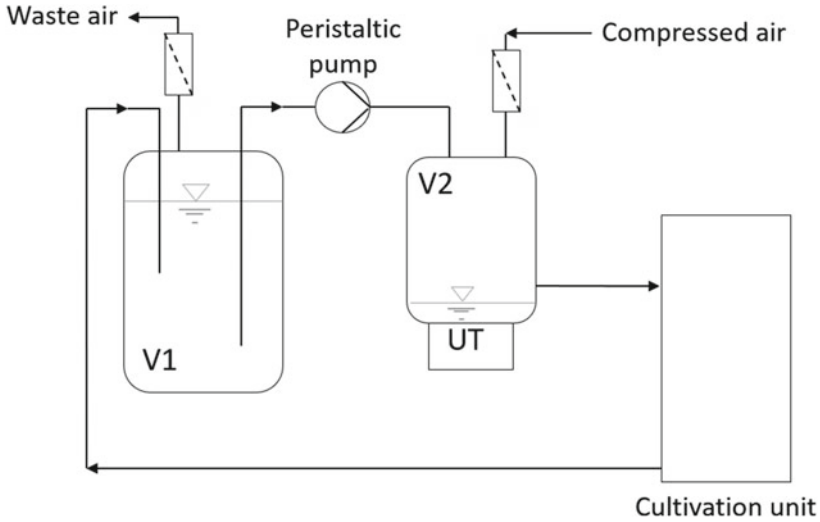 Waste air
Peristaltic
pump
Compressed air
V1
V2
UT
Cultivation unit